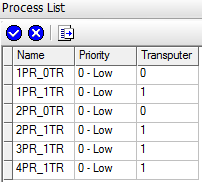 Process List
Name Priority Transputer
1PR_0TR 0 - Low 0
1PR_1TR 0 - Low 1
2PR_0TR 0 - Low 0
2PR_1TR 0 - Low 1
3PR_1TR 0 - Low 1
4PR_1TR 0 - Low 1